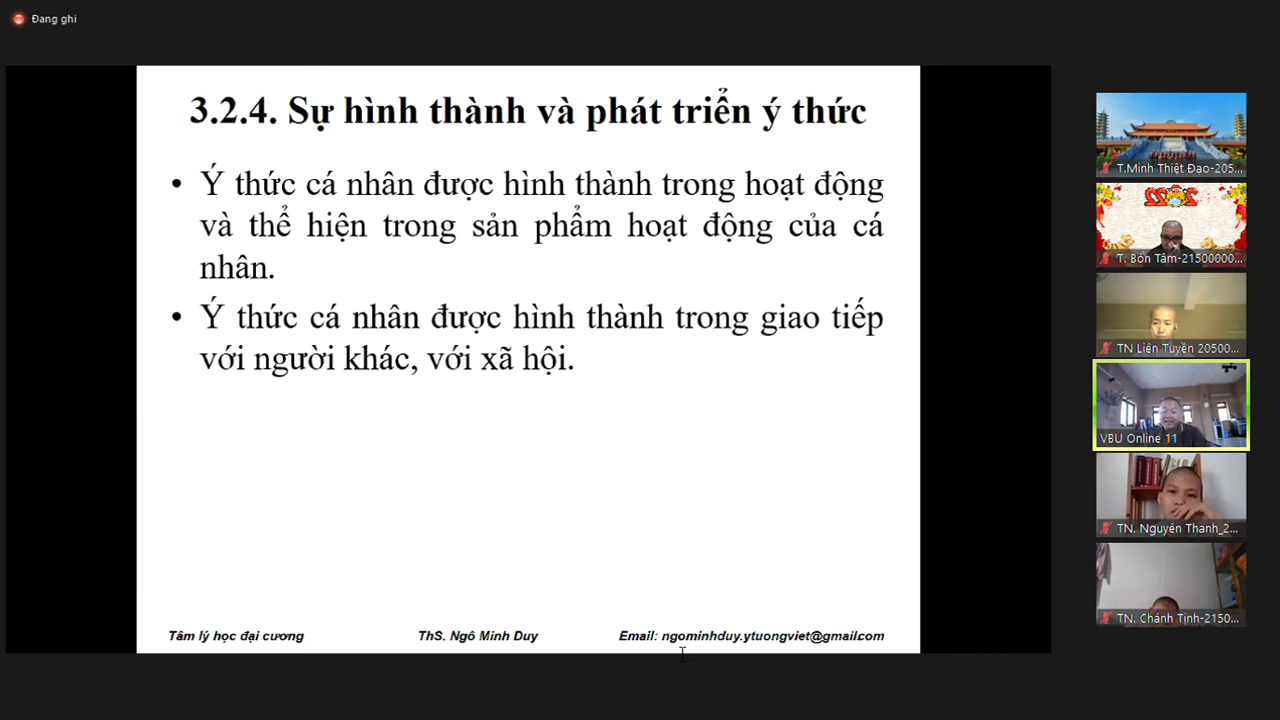 Đang ghi
3.2.4. Sự hình thành và phát triển ý thức
• Ý thức cá nhân được hình thành trong hoạt động
và thể hiện trong sản phẩm hoạt động của cá
nhân.
• Ý thức cá nhân được hình thành trong giao tiếp
với người khác, với xã hội.
Tâm lý học đại cương
ThS. Ngô Minh Duy
Email: ngominhduy.ytuongviet@gmail.com
T.Minh Thiệt Đạo-205...
2022
T. Bổn Tâm-21500000...
TN Liên Tuyền 20500...
VBU Online 11
TN. Nguyên Thanh_2...
TN. Chánh Tịnh-2150...